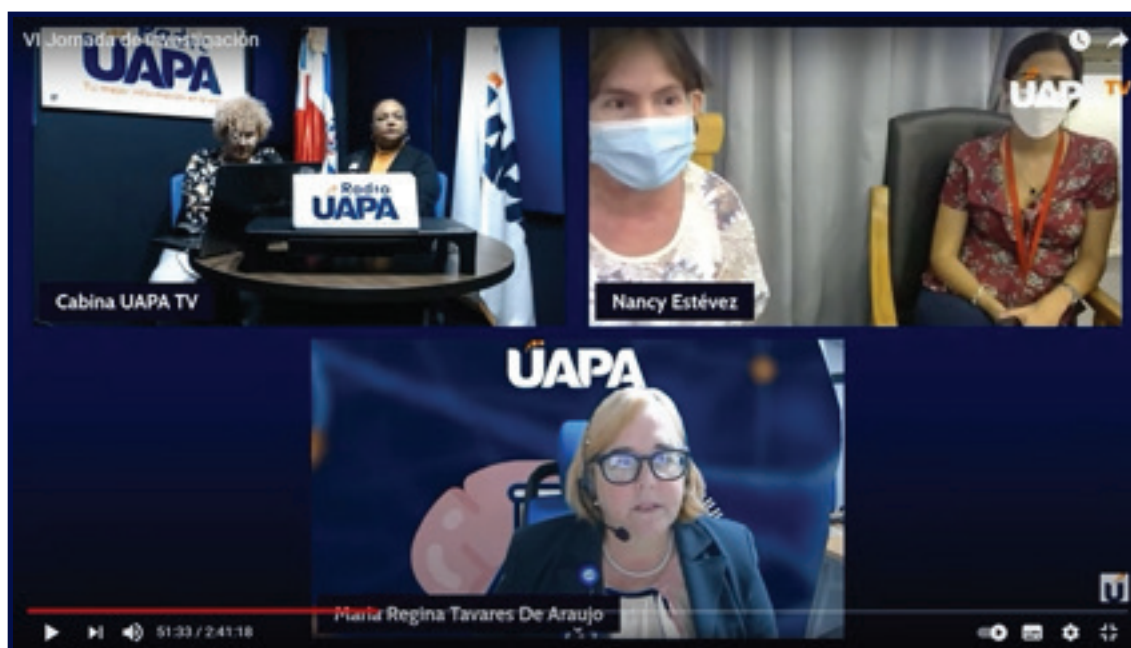 VI Jornada de Investigación
UAPA
Radio
UAPA
Cabina UAPA TV
UAP TV
Nancy Estévez
UAPA
Maria Regina Tavares De Araujo
51:33 / 2:41:18